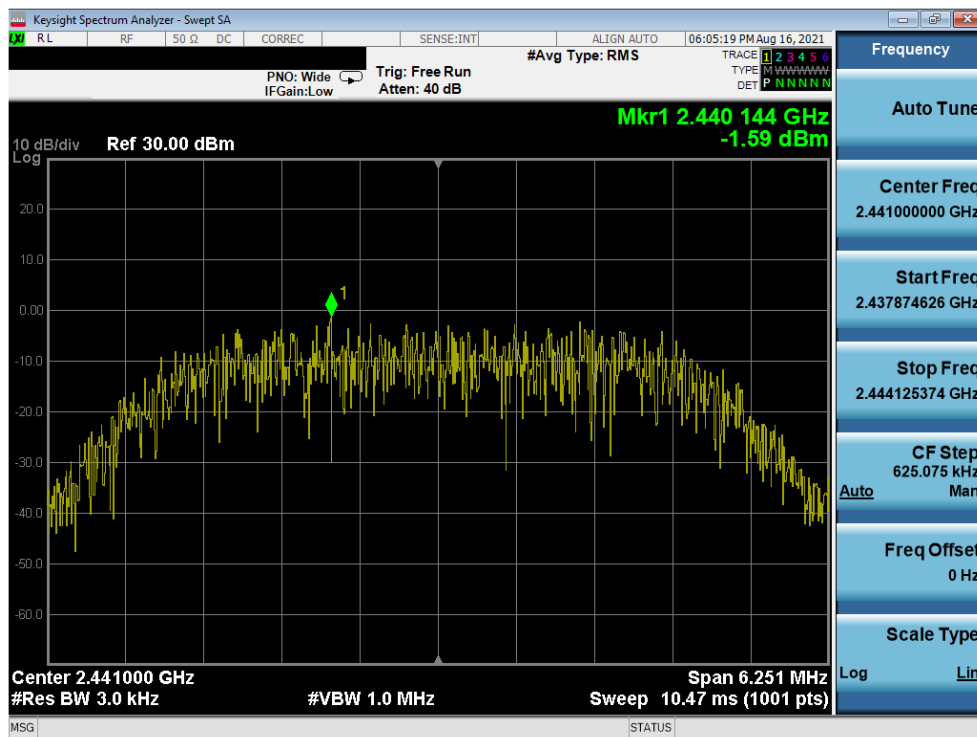 Keysight Spectrum Analyzer - Swept SA
LXI RL RF 50 Ω DC CORREC SENSE:INT ALIGN AUTO 06:05:19 PM Aug 16, 2021
#Avg Type: RMS TRACE 1 2 3 4 5 6
PNO: Wide Trig: Free Run TYPE M W W W W W
IFGain:Low Atten: 40 dB DET P N N N N N
Mkr1 2.440 144 GHz
-1.59 dBm
10 dB/div Ref 30.00 dBm
Log
20.0
10.0
1
0.00
-10.0
-20.0
-30.0
-40.0
-50.0
-60.0
Center 2.441000 GHz Span 6.251 MHz
#Res BW 3.0 kHz #VBW 1.0 MHz Sweep 10.47 ms (1001 pts)
MSG STATUS
Frequency
Auto Tune
Center Freq
2.441000000 GHz
Start Freq
2.437874626 GHz
Stop Freq
2.444125374 GHz
CF Step
625.075 kHz
Auto Man
Freq Offset
0 Hz
Scale Type
Log Lin